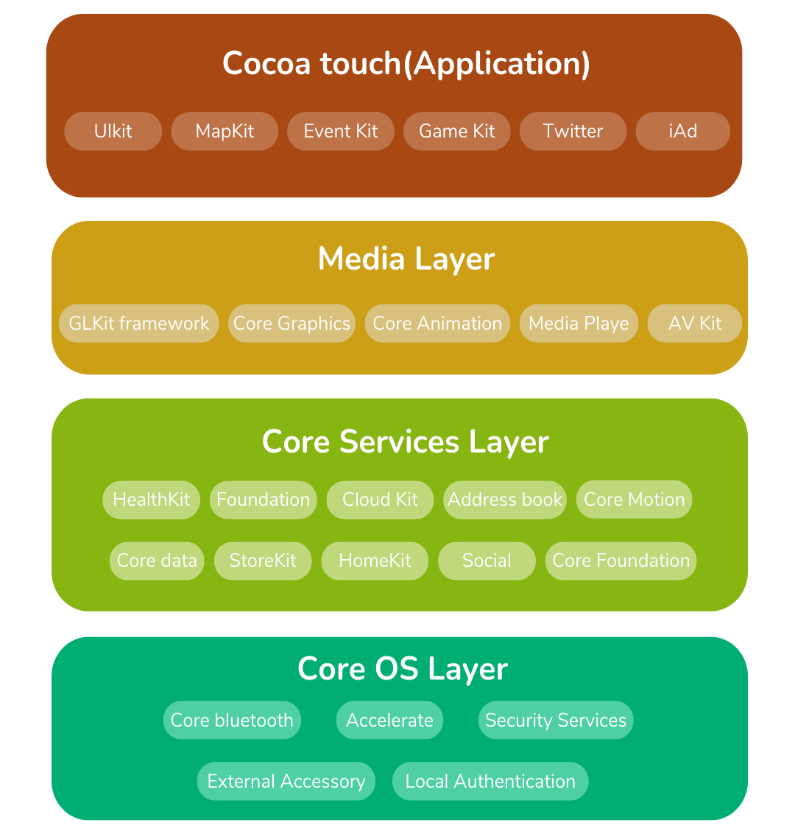 Cocoa touch(Application)
UIkit MapKit Event Kit Game Kit Twitter iAd
Media Layer
GLKit framework Core Graphics Core Animation Media Playe AV Kit
Core Services Layer
HealthKit Foundation Cloud Kit Address book Core Motion
Core data StoreKit HomeKit Social Core Foundation
Core OS Layer
Core bluetooth Accelerate Security Services
External Accessory Local Authentication